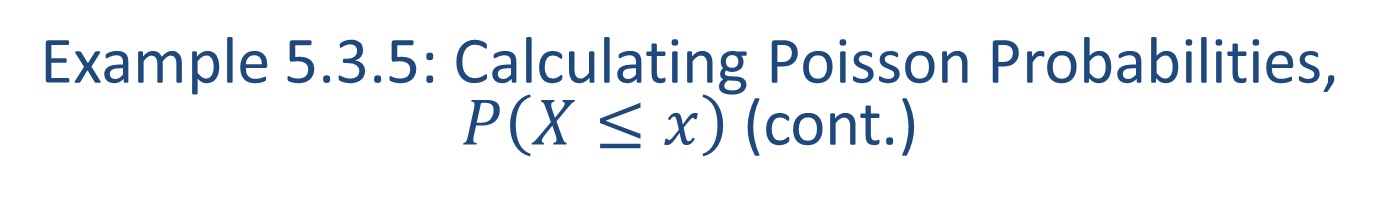 Example 5.3.5: Calculating Poisson Probabilities,
P(X ≤ x) (cont.)